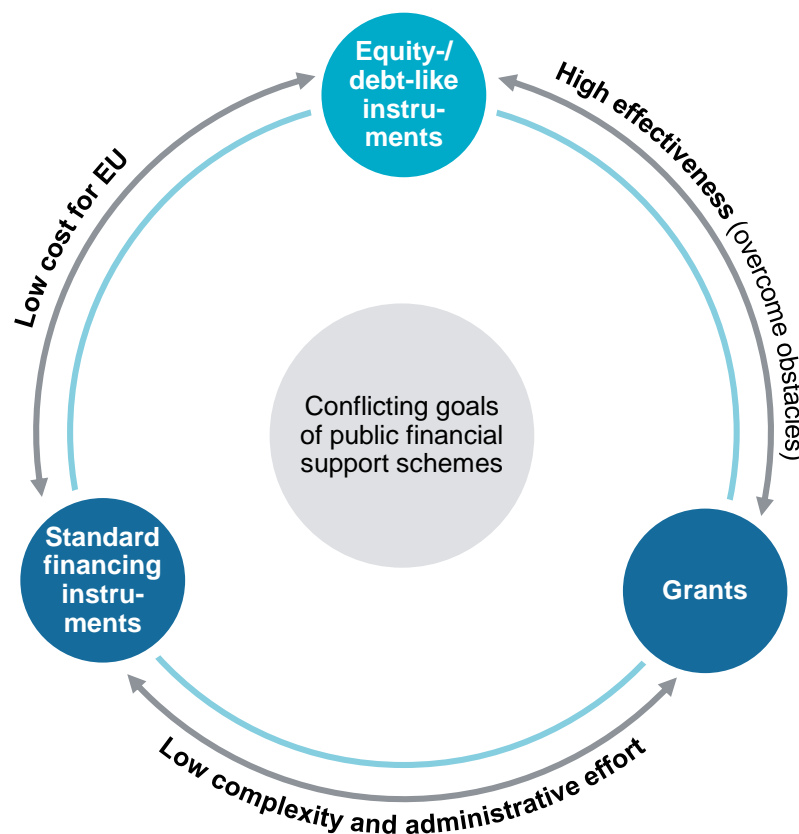 Equity-/
debt-like
instru-
ments
High effectiveness (overcome obstacles)
Low cost for EU
Conflicting goals
of public financial
support schemes
Standard
financing
instru-
ments
Grants
Low complexity and administrative effort